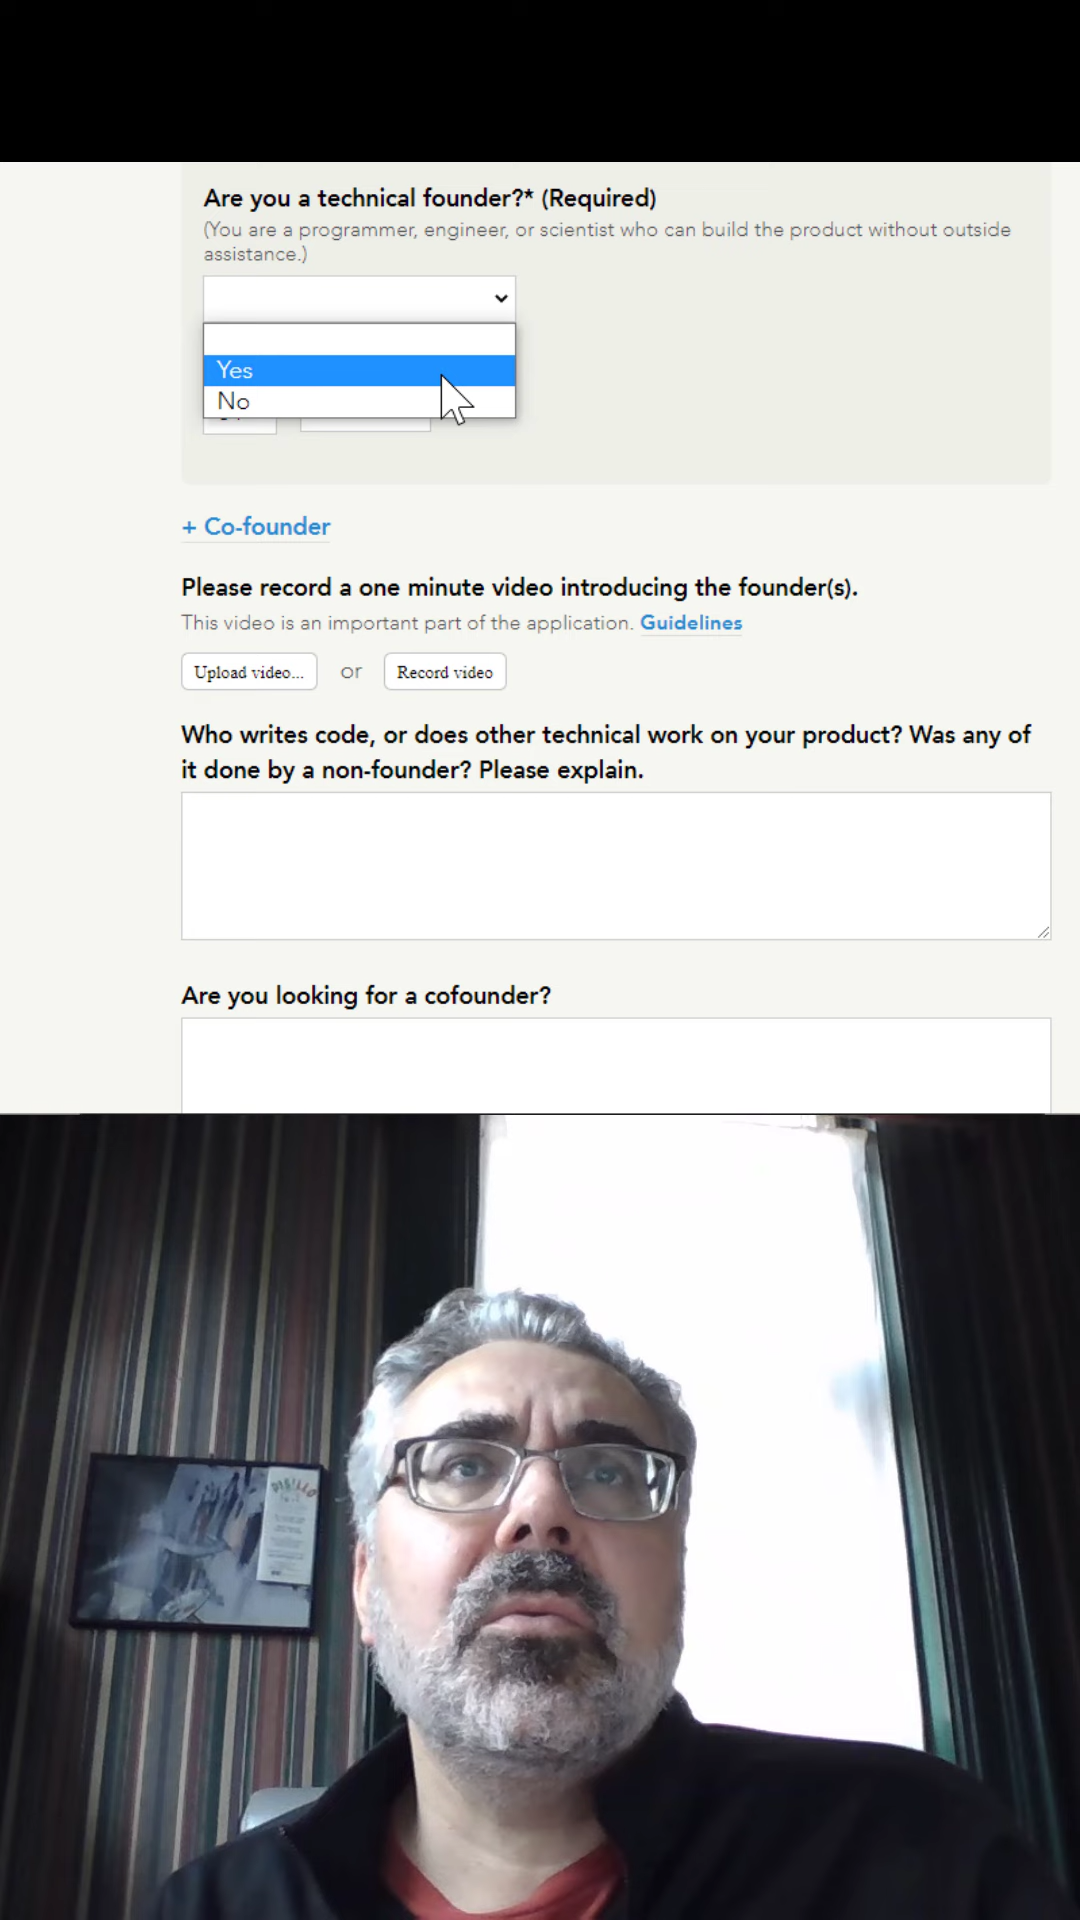 Are you a technical founder?* (Required)
(You are a programmer, engineer, or scientist who can build the product without outside
assistance.)
Yes
No
+ Co-founder
Please record a one minute video introducing the founder(s).
This video is an important part of the application. Guidelines
Upload video... or Record video
Who writes code, or does other technical work on your product? Was any of
it done by a non-founder? Please explain.
Are you looking for a cofounder?